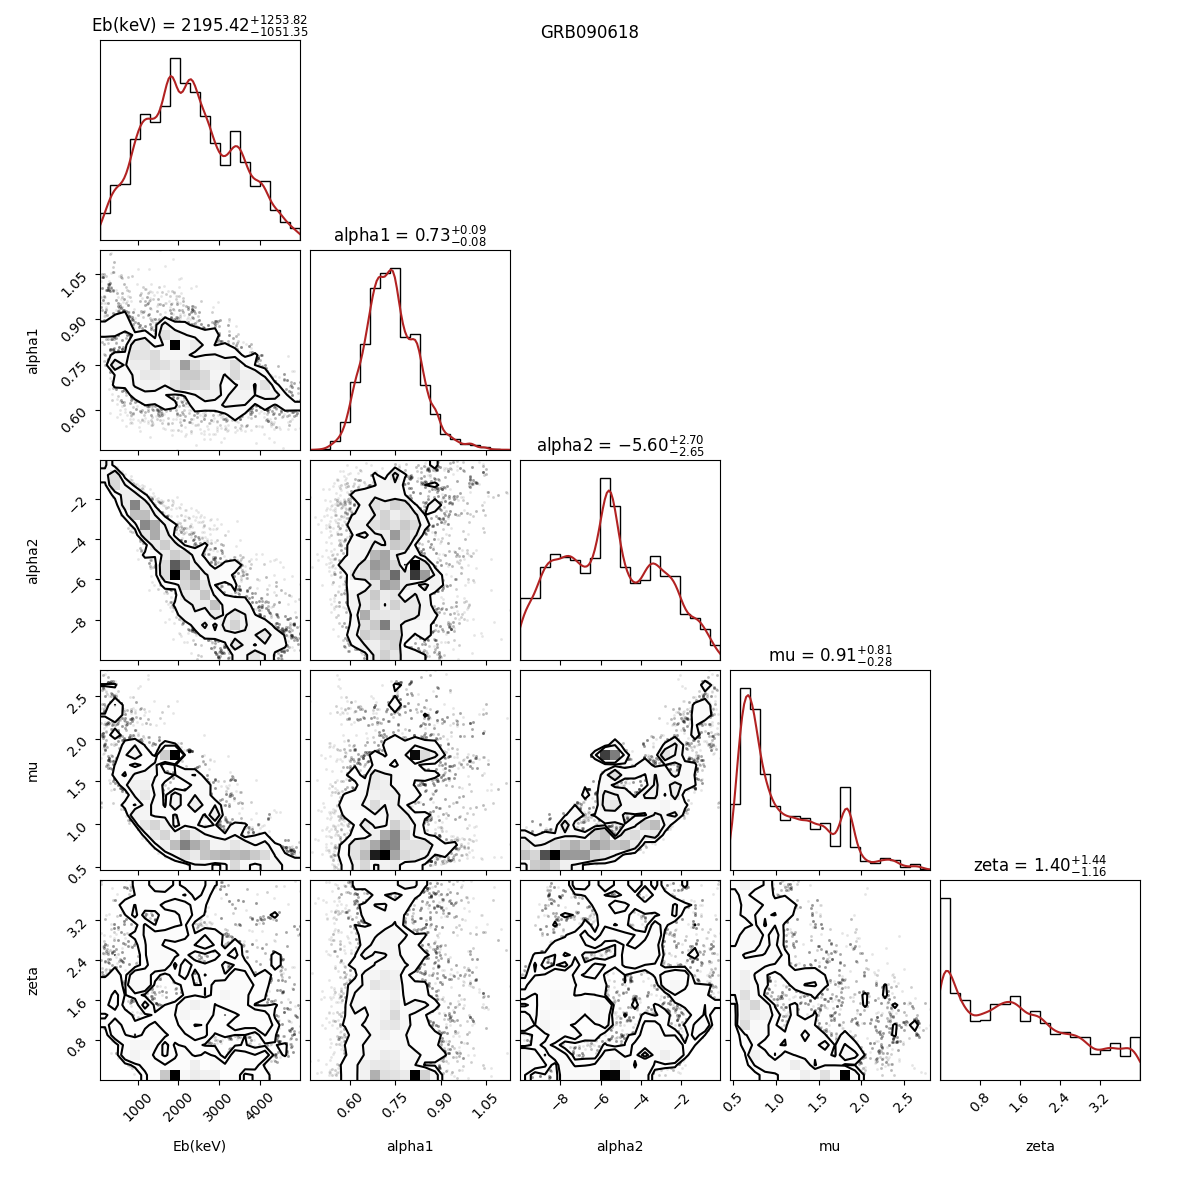 GRB090618
Eb(keV) = 2195.42+1253.82−1051.35
alpha1 = 0.73+0.09−0.08
alpha2 = −5.60+2.70−2.65
mu = 0.91+0.81−0.28
zeta = 1.40+1.44−1.16
alpha1
1.05
0.90
0.75
0.60
alpha2
−2
−4
−6
−8
mu
2.5
2.0
1.5
1.0
0.5
zeta
3.2
2.4
1.6
0.8
1000 2000 3000 4000
0.60 0.75 0.90 1.05
−8 −6 −4 −2
0.5 1.0 1.5 2.0 2.5
0.8 1.6 2.4 3.2
Eb(keV) alpha1 alpha2 mu zeta